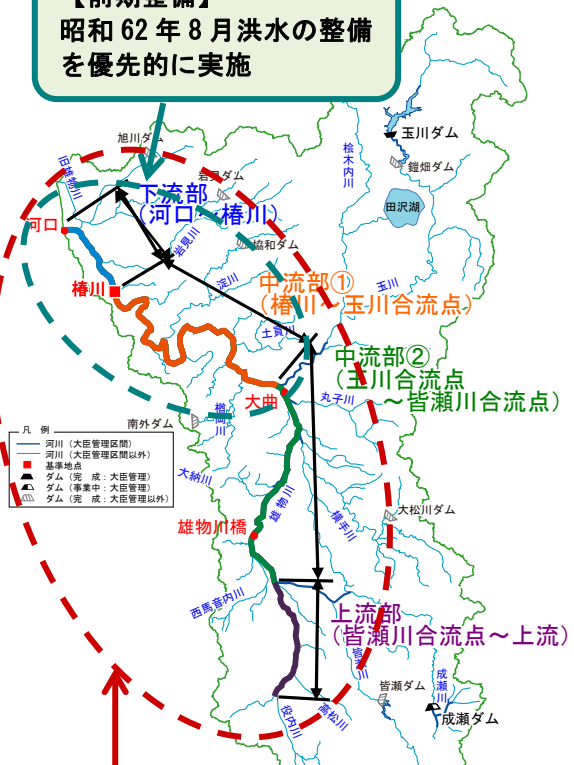 【前期整備】
昭和 62 年 8 月洪水の整備
を優先的に実施
旭川ダム
玉川ダム
鎧畑ダム
桧木内川
田沢湖
旧雄物川
岩見ダム
下流部
（河口～椿川）
河口
岩見川
協和ダム
淀川
玉川
椿川
中流部①
（椿川～玉川合流点）
土買川
中流部②
（玉川合流点
～皆瀬川合流点）
大曲
丸子川
楢岡川
南外ダム
凡　例
河川（大臣管理区間）
河川（大臣管理区間以外）
基準地点
ダム（完　成：大臣管理）
ダム（事業中：大臣管理）
ダム（完　成：大臣管理以外）
大納川
雄物川
横手川
大松川ダム
雄物川橋
西馬音内川
上流部
（皆瀬川合流点～上流）
皆瀬川
皆瀬ダム
成瀬川
成瀬ダム
役内川
高松川